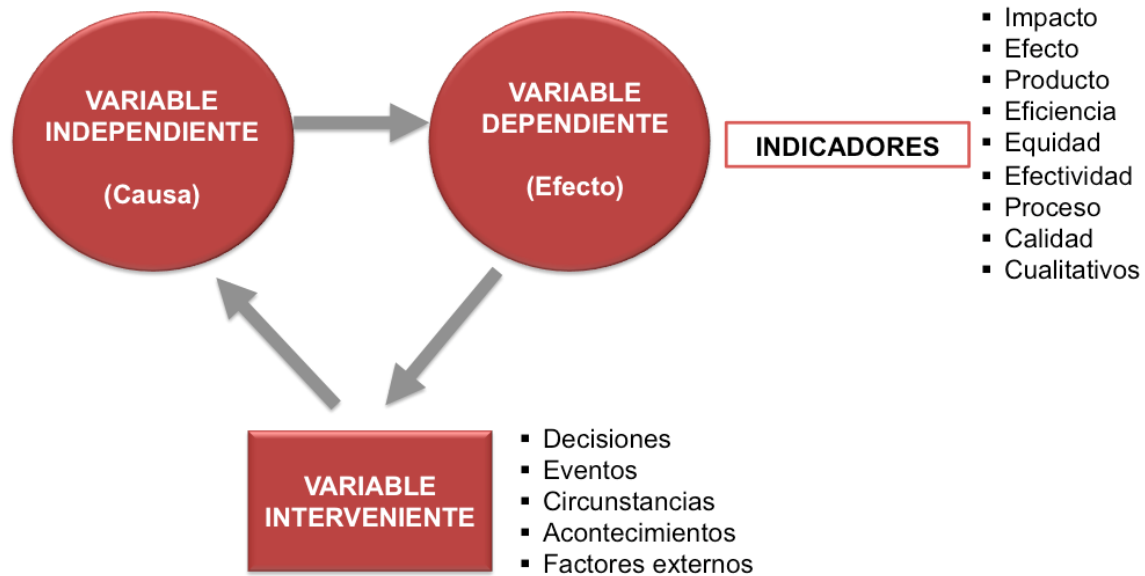 VARIABLE
INDEPENDIENTE
(Causa)
VARIABLE
DEPENDIENTE
(Efecto)
INDICADORES
▪ Impacto
▪ Efecto
▪ Producto
▪ Eficiencia
▪ Equidad
▪ Efectividad
▪ Proceso
▪ Calidad
▪ Cualitativos
VARIABLE
INTERVENIENTE
▪ Decisiones
▪ Eventos
▪ Circunstancias
▪ Acontecimientos
▪ Factores externos